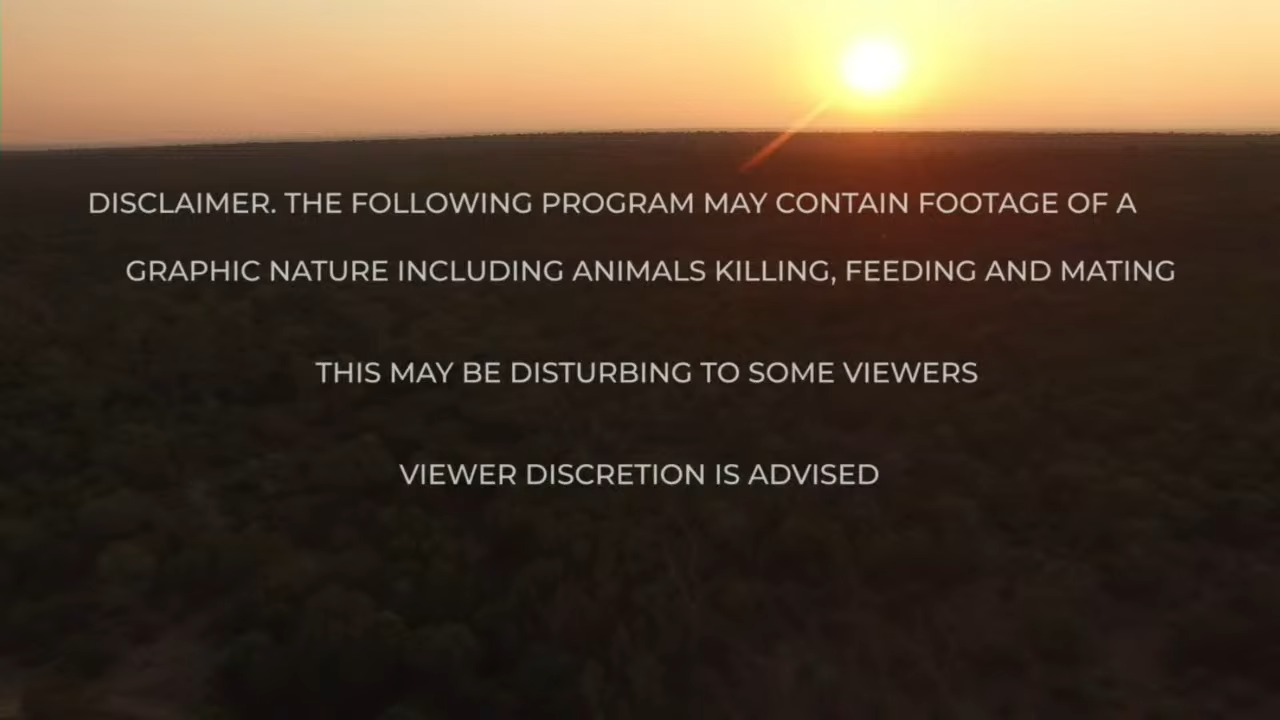 DISCLAIMER. THE FOLLOWING PROGRAM MAY CONTAIN FOOTAGE OF A
GRAPHIC NATURE INCLUDING ANIMALS KILLING, FEEDING AND MATING
THIS MAY BE DISTURBING TO SOME VIEWERS
VIEWER DISCRETION IS ADVISED